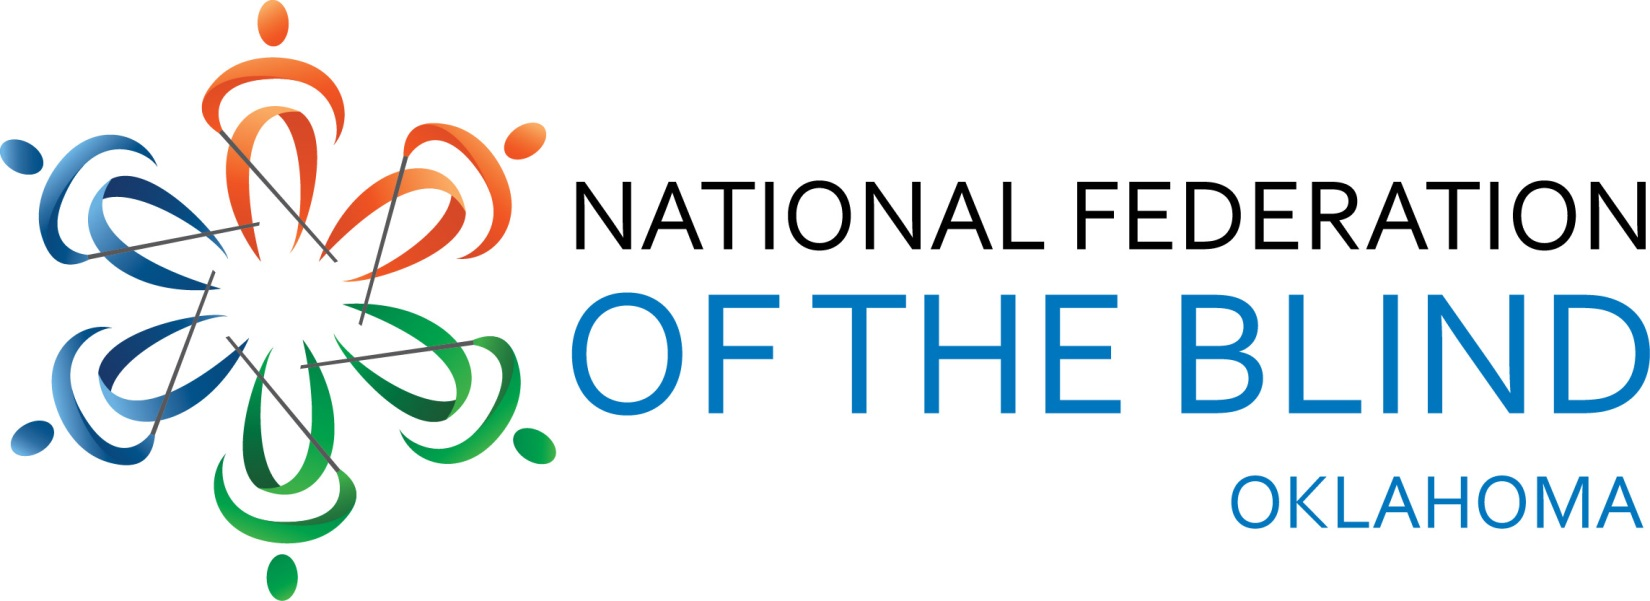 NATIONAL FEDERATION
OF THE BLIND
OKLAHOMA